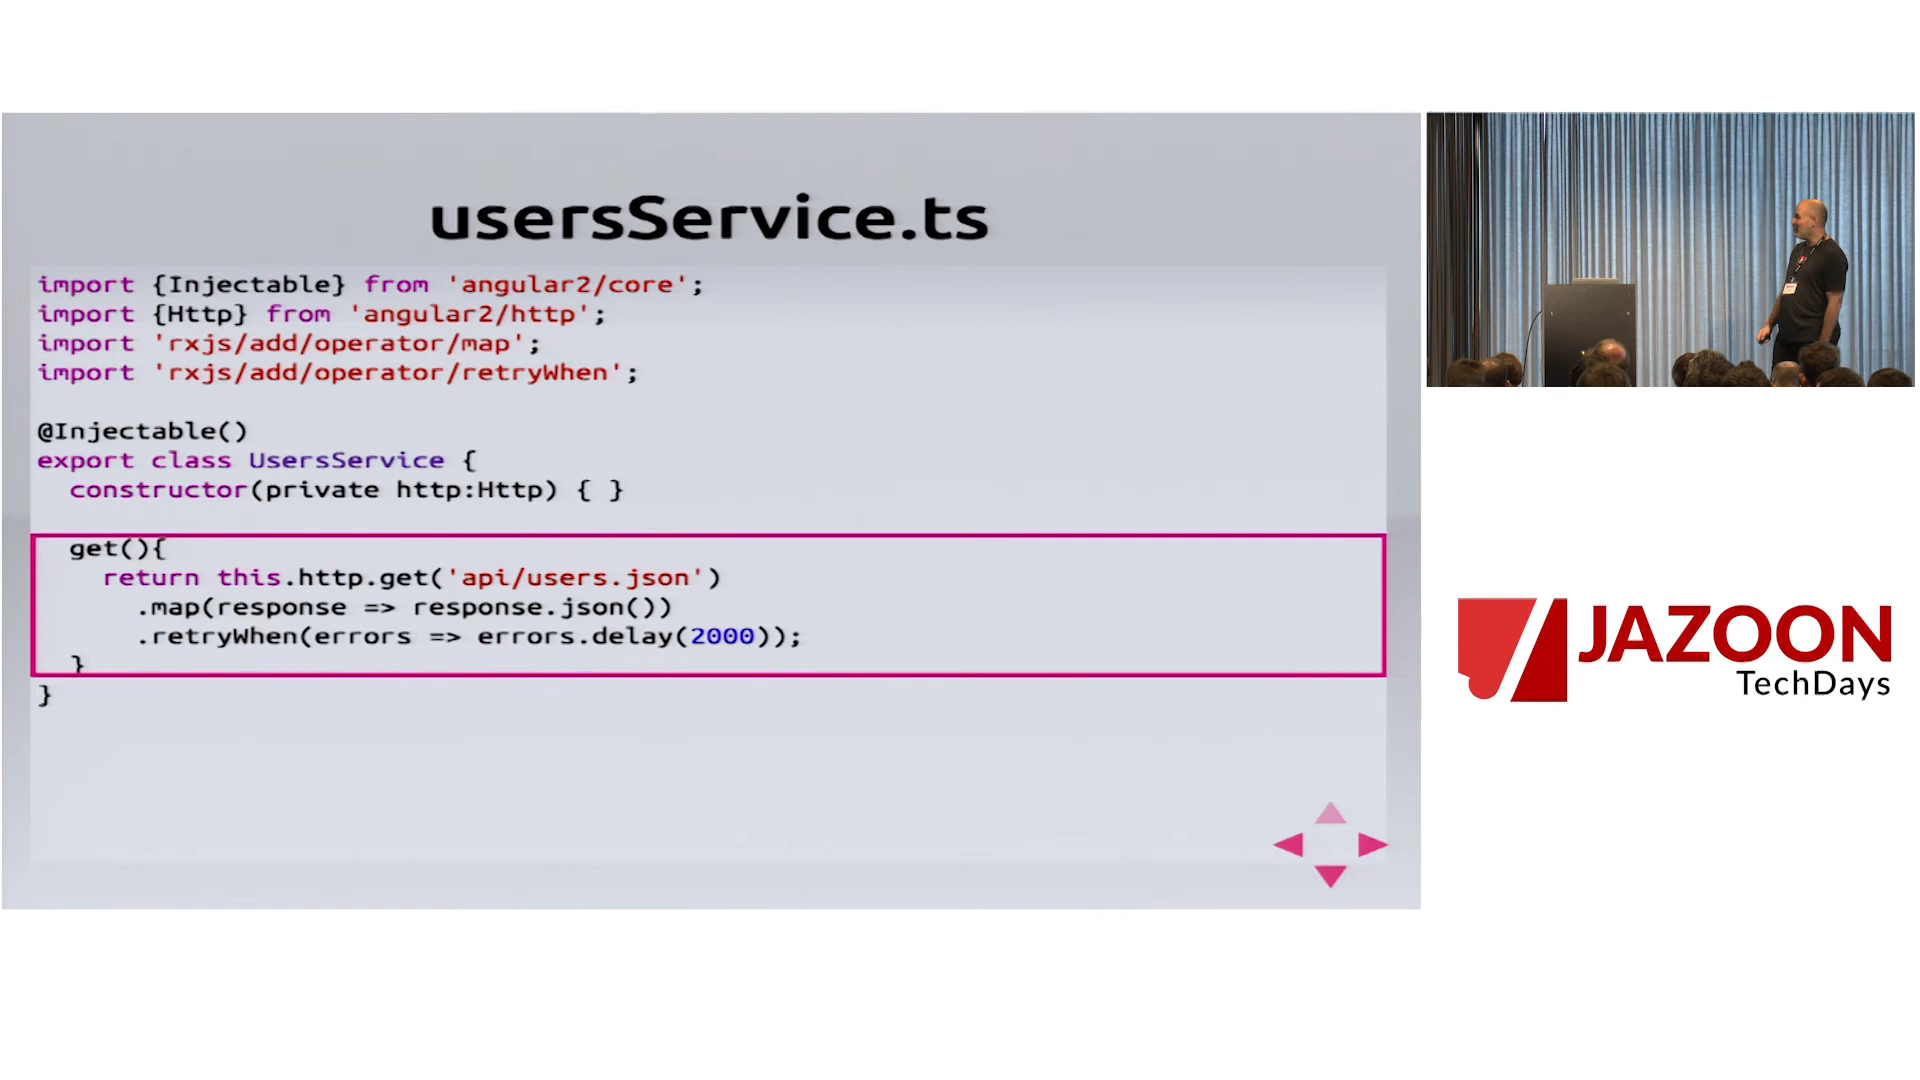 usersService.ts
import {Injectable} from 'angular2/core';
import {Http} from 'angular2/http';
import 'rxjs/add/operator/map';
import 'rxjs/add/operator/retryWhen';
@Injectable()
export class UsersService {
constructor(private http:Http) { }
get(){
return this.http.get('api/users.json')
.map(response => response.json())
.retryWhen(errors => errors.delay(2000));
}
}
JAZOON
TechDays